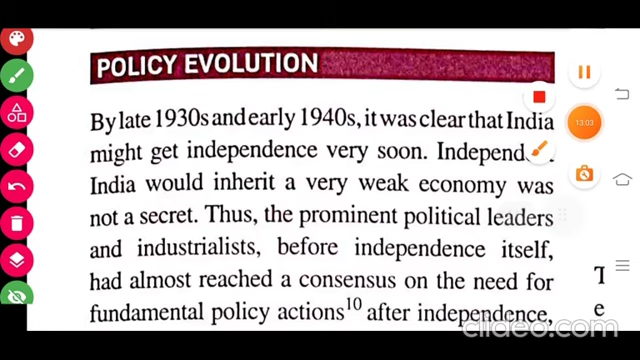 POLICY EVOLUTION
By late 1930s and early 1940s, it was clear that India
might get independence very soon. Independ
India would inherit a very weak economy was
not a secret. Thus, the prominent political leaders
and industrialists, before independence itself,
had almost reached a consensus on the need for
fundamental policy actions10 after independence,
13:03
e
clideo.com